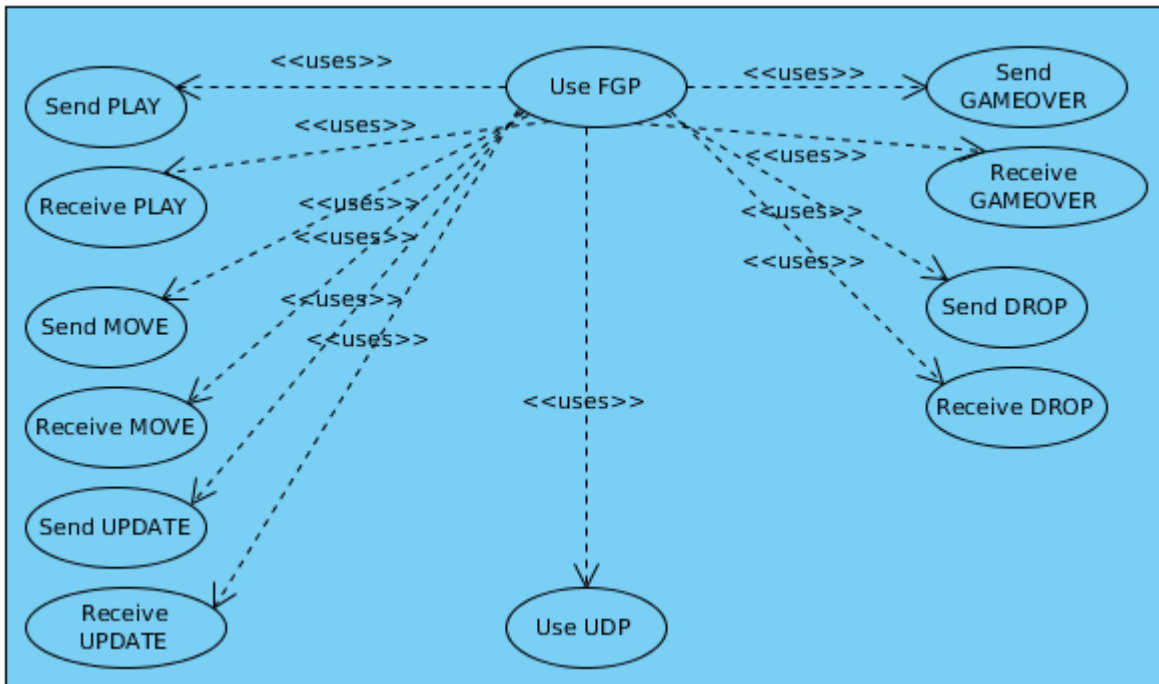 <<uses>>
Use FGP
<<uses>>
Send
GAMEOVER
Send PLAY
<<uses>>
<<uses>>
Receive PLAY
Receive
GAMEOVER
<<uses>>
<<uses>>
<<uses>>
<<uses>>
<<uses>>
Send MOVE
<<uses>>
Send DROP
<<uses>>
Receive MOVE
<<uses>>
Receive DROP
Send UPDATE
Receive
UPDATE
Use UDP